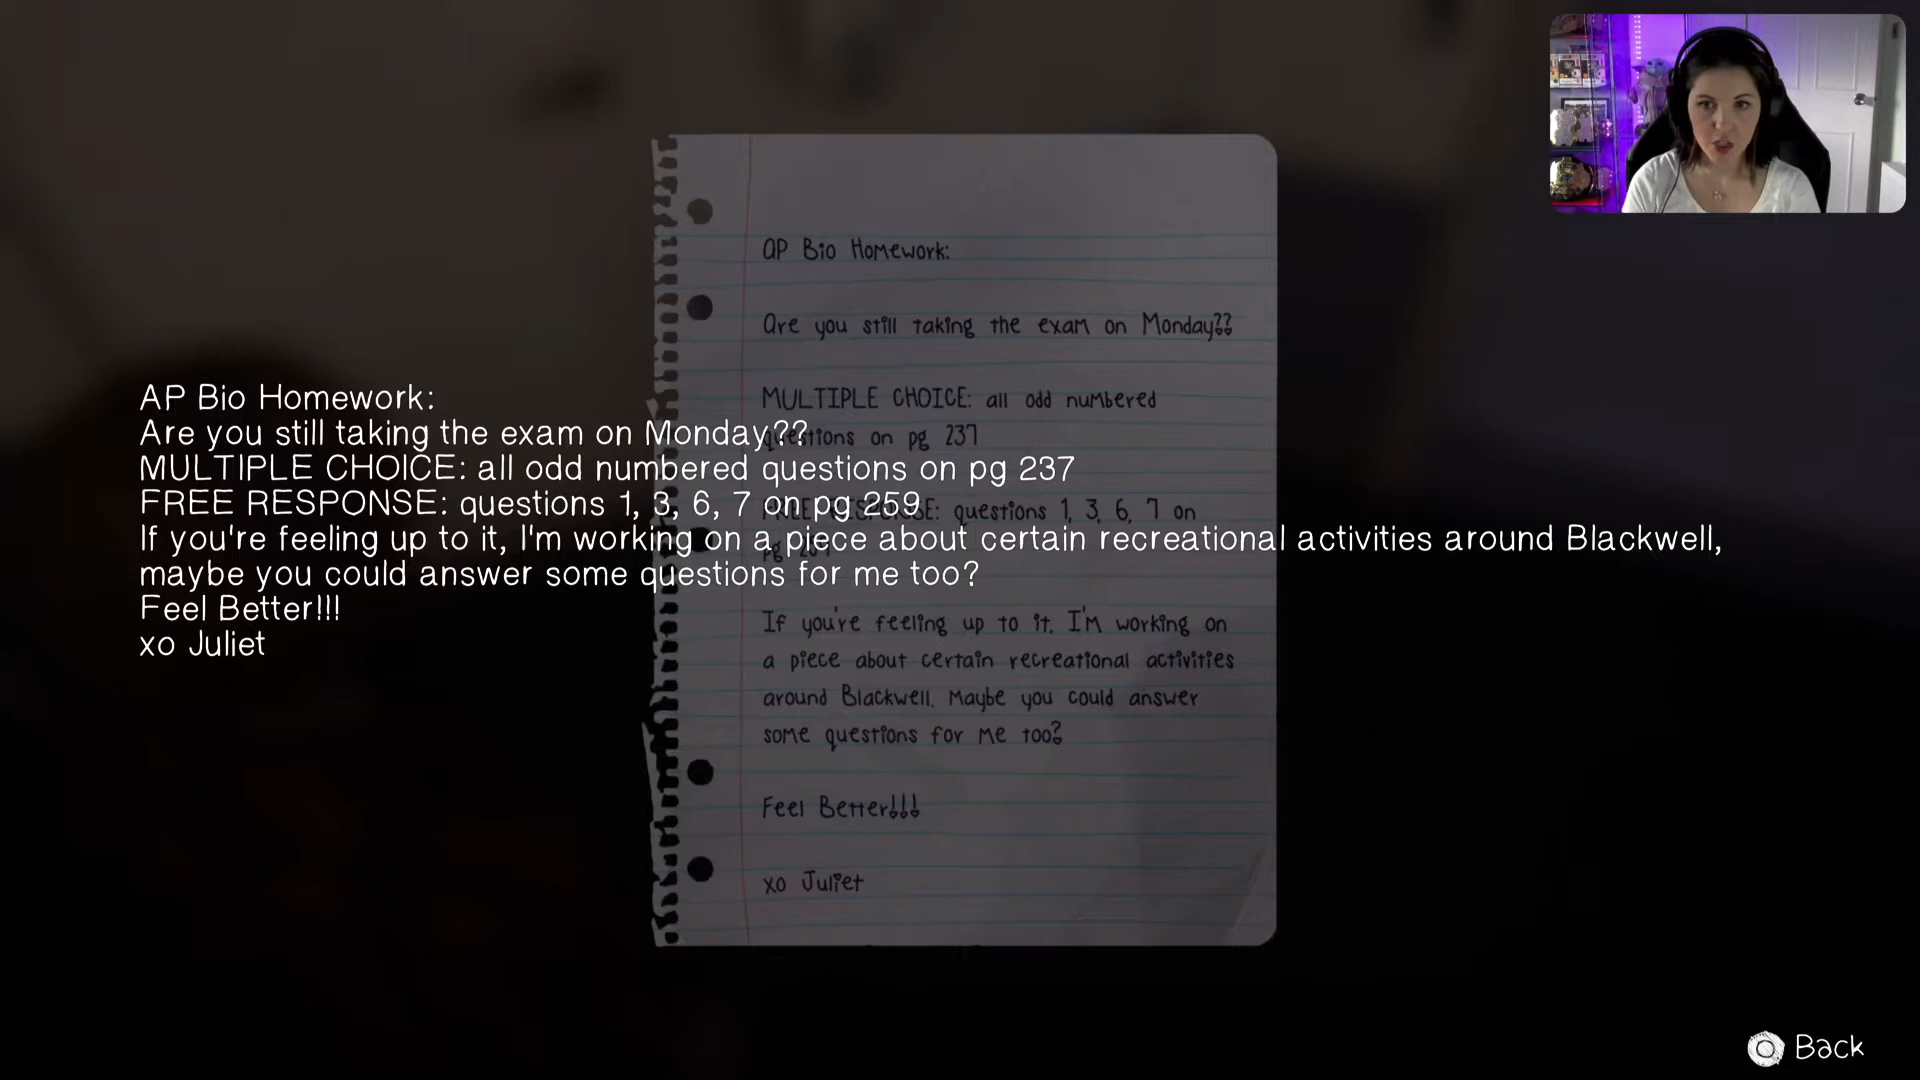 AP Bio Homework:
Are you still taking the exam on Monday??
MULTIPLE CHOICE: all odd numbered questions on pg 237
FREE RESPONSE: questions 1, 3, 6, 7 on pg 259
If you're feeling up to it, I'm working on a piece about certain recreational activities around Blackwell,
maybe you could answer some questions for me too?
Feel Better!!!
xo Juliet
AP Bio Homework:
Are you still taking the exam on Monday??
MULTIPLE CHOICE: all odd numbered
questions on pg 237
FREE RESPONSE: questions 1, 3, 6, 7 on
pg
If you're feeling up to it, I'm working on
a piece about certain recreational activities
around Blackwell. Maybe you could answer
some questions for me too?
Feel Better!!!
xo Juliet
Back